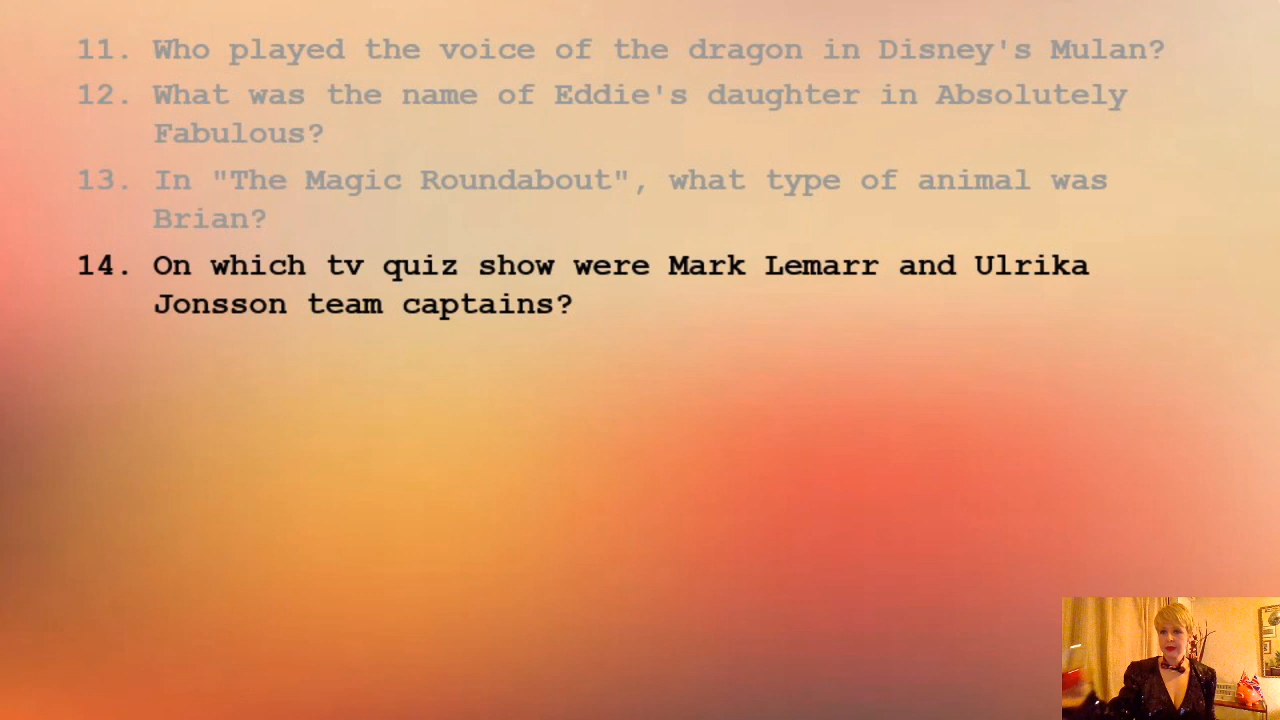 11. Who played the voice of the dragon in Disney's Mulan?
12. What was the name of Eddie's daughter in Absolutely
Fabulous?
13. In "The Magic Roundabout", what type of animal was
Brian?
14. On which tv quiz show were Mark Lemarr and Ulrika
Jonsson team captains?